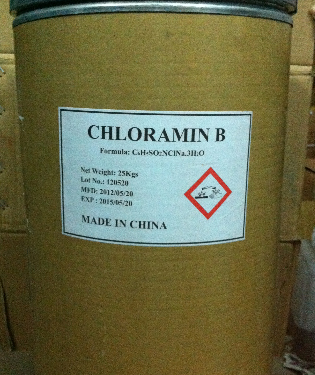 CHLORAMIN B
Formula: C₆H₅SO₂NClNa.3H₂O
Net Weight: 25Kgs
Lot No.: 120520
MFD: 2012/05/20
EXP : 2015/05/20
MADE IN CHINA